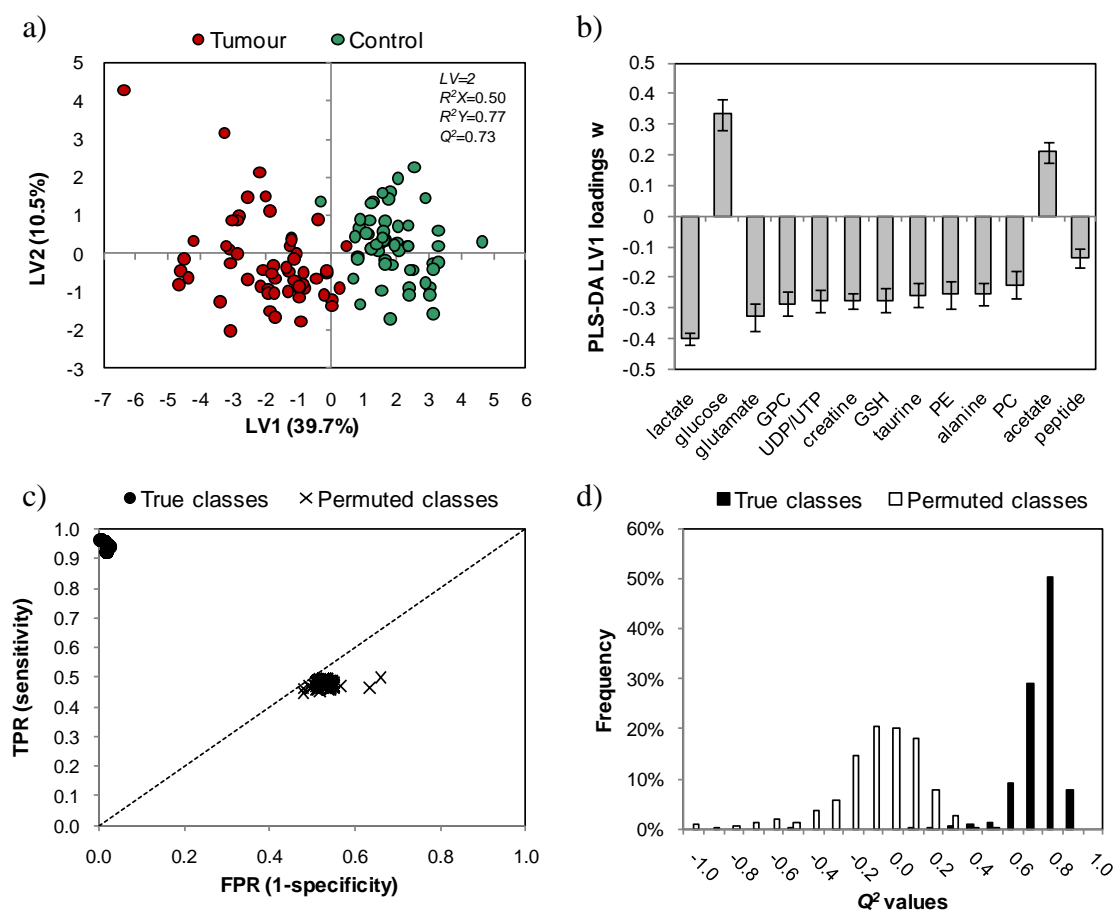 a)
Tumour Control
LV=2
R²X=0.50
R²Y=0.77
Q²=0.73
5
4
3
2
1
0
-1
-2
-3
-7 -6 -5 -4 -3 -2 -1 0 1 2 3 4 5 6
LV2 (10.5%)
LV1 (39.7%)
b)
0.5
0.4
0.3
0.2
0.1
0
-0.1
-0.2
-0.3
-0.4
-0.5
PLS-DA LV1 loadings w
lactate
glucose
glutamate
GPC
UDP/UTP
creatine
GSH
taurine
PE
alanine
PC
acetate
peptide
c)
True classes Permuted classes
1.0
0.9
0.8
0.7
0.6
0.5
0.4
0.3
0.2
0.1
0.0
0.0 0.2 0.4 0.6 0.8 1.0
TPR (sensitivity)
FPR (1-specificity)
d)
True classes Permuted classes
60%
50%
40%
30%
20%
10%
0%
Frequency
-1.0 -0.8 -0.6 -0.4 -0.2 0.0 0.2 0.4 0.6 0.8 1.0
Q² values